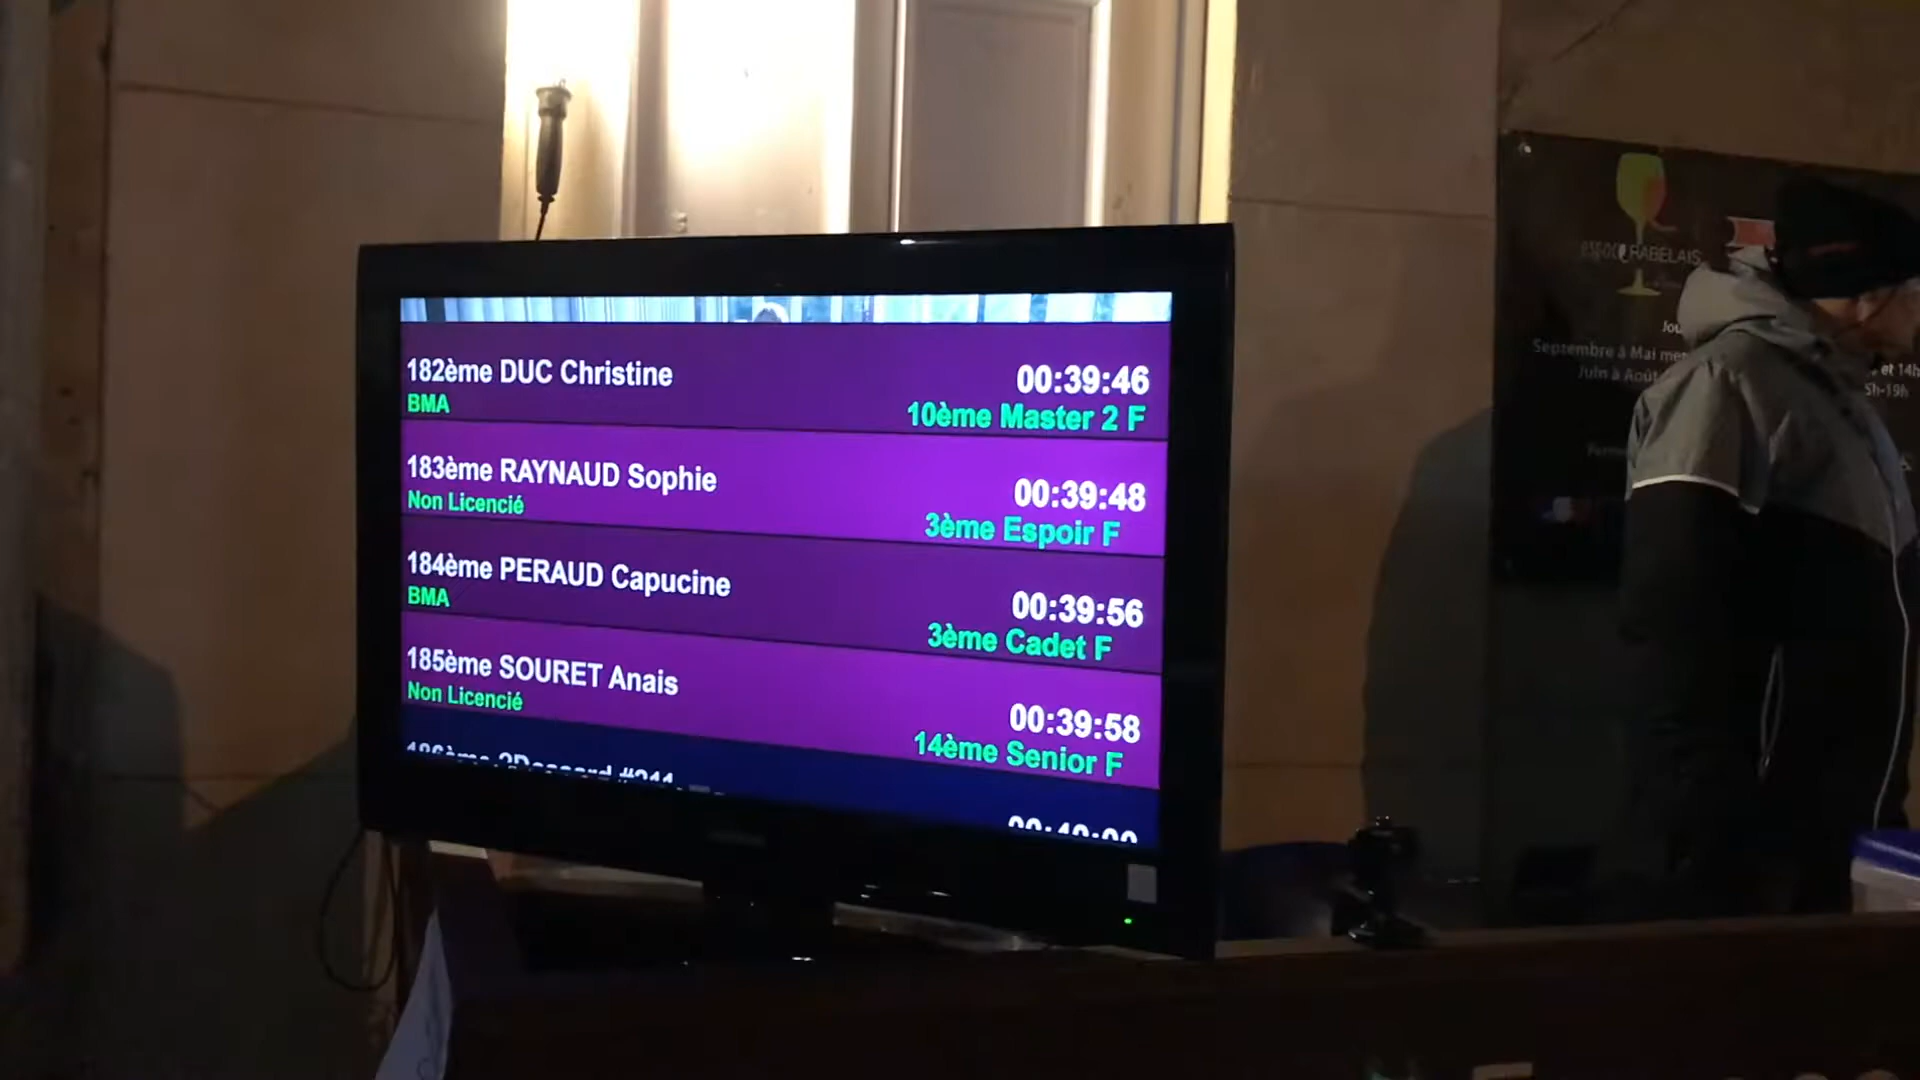 182ème DUC Christine
00:39:46
BMA
10ème Master 2 F
183ème RAYNAUD Sophie
00:39:48
Non Licencié
3ème Espoir F
184ème PERAUD Capucine
00:39:56
BMA
3ème Cadet F
185ème SOURET Anais
00:39:58
Non Licencié
14ème Senior F
RABELAIS
Septembre à Mai
Juin à Août
et 14h